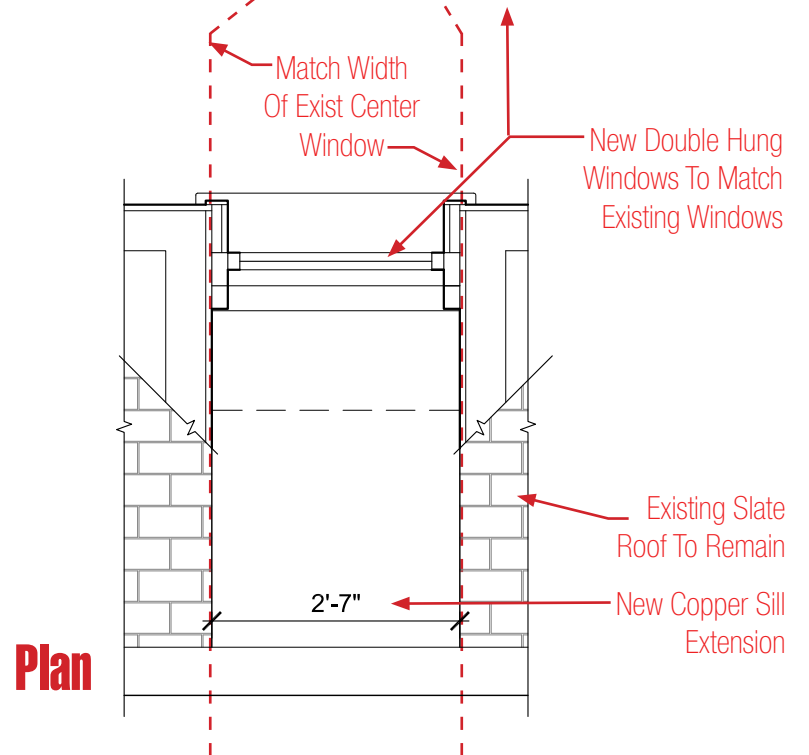 Match Width
Of Exist Center
Window
New Double Hung
Windows To Match
Existing Windows
Existing Slate
Roof To Remain
2'-7"
New Copper Sill
Extension
Plan